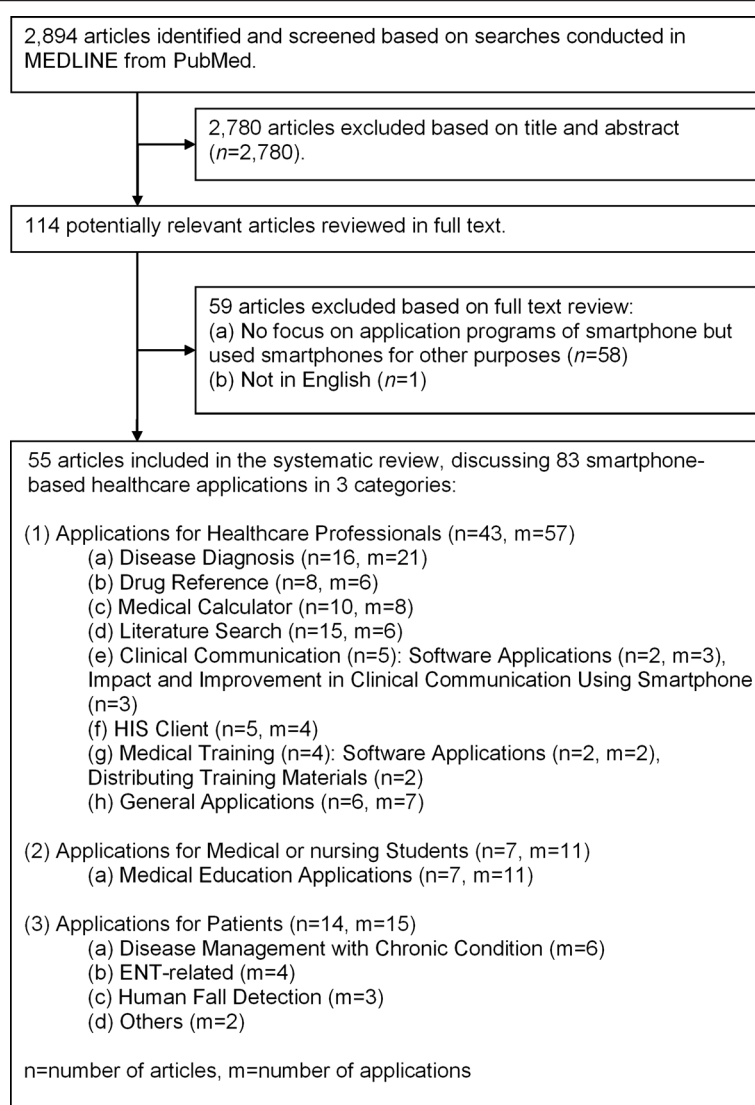 2,894 articles identified and screened based on searches conducted in
MEDLINE from PubMed.
2,780 articles excluded based on title and abstract
(n=2,780).
114 potentially relevant articles reviewed in full text.
59 articles excluded based on full text review:
(a) No focus on application programs of smartphone but
used smartphones for other purposes (n=58)
(b) Not in English (n=1)
55 articles included in the systematic review, discussing 83 smartphone-
based healthcare applications in 3 categories:
(1) Applications for Healthcare Professionals (n=43, m=57)
(a) Disease Diagnosis (n=16, m=21)
(b) Drug Reference (n=8, m=6)
(c) Medical Calculator (n=10, m=8)
(d) Literature Search (n=15, m=6)
(e) Clinical Communication (n=5): Software Applications (n=2, m=3),
Impact and Improvement in Clinical Communication Using Smartphone
(n=3)
(f) HIS Client (n=5, m=4)
(g) Medical Training (n=4): Software Applications (n=2, m=2),
Distributing Training Materials (n=2)
(h) General Applications (n=6, m=7)
(2) Applications for Medical or nursing Students (n=7, m=11)
(a) Medical Education Applications (n=7, m=11)
(3) Applications for Patients (n=14, m=15)
(a) Disease Management with Chronic Condition (m=6)
(b) ENT-related (m=4)
(c) Human Fall Detection (m=3)
(d) Others (m=2)
n=number of articles, m=number of applications